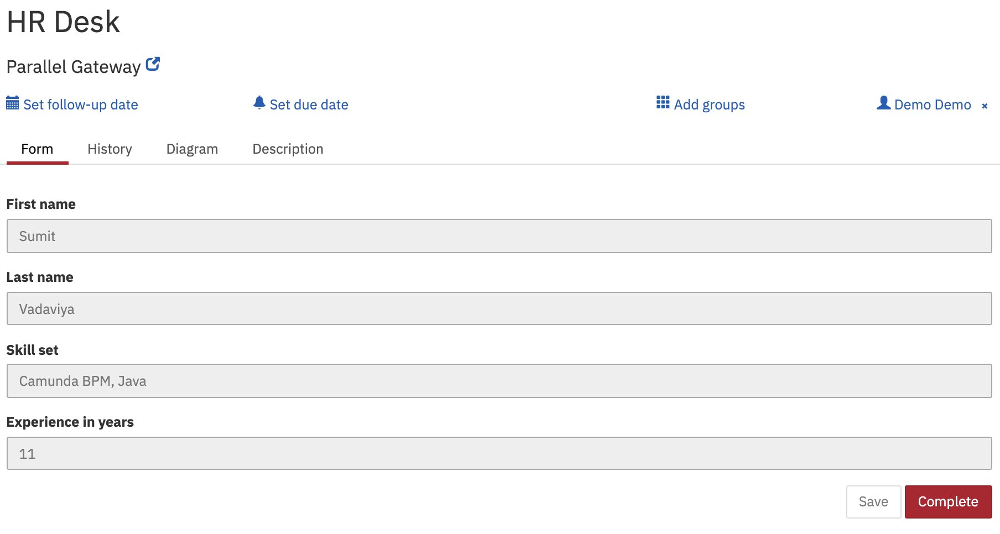 HR Desk
Parallel Gateway
Set follow-up date Set due date Add groups Demo Demo ×
Form History Diagram Description
First name
Sumit
Last name
Vadaviya
Skill set
Camunda BPM, Java
Experience in years
11
Save Complete